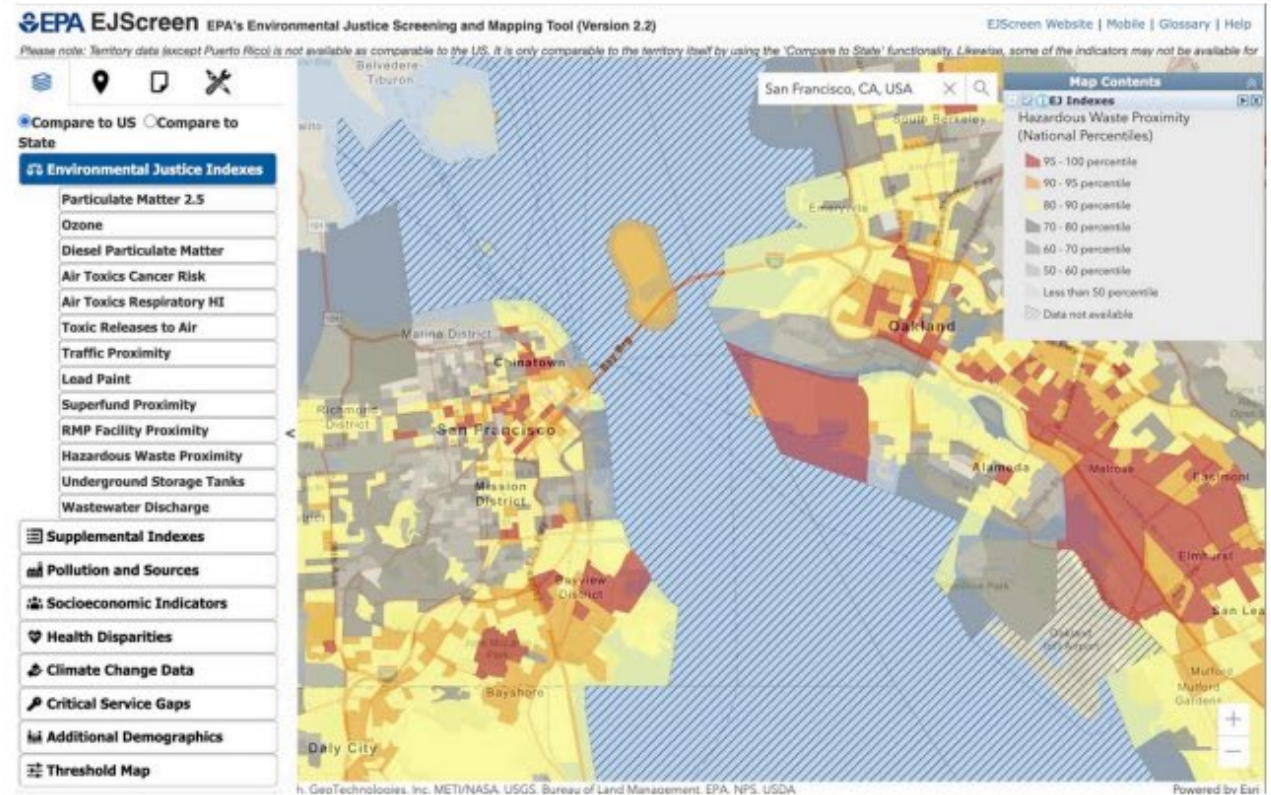 EPA EJScreen EPA's Environmental Justice Screening and Mapping Tool (Version 2.2)
EJScreen Website | Mobile | Glossary | Help
Please note: Territory data (except Puerto Rico) is not available as comparable to the US. It is only comparable to the territory itself by using the 'Compare to State' functionality. Likewise, some of the indicators may not be available for
Compare to US Compare to
State
Environmental Justice Indexes
Particulate Matter 2.5
Ozone
Diesel Particulate Matter
Air Toxics Cancer Risk
Air Toxics Respiratory HI
Toxic Releases to Air
Traffic Proximity
Lead Paint
Superfund Proximity
RMP Facility Proximity
Hazardous Waste Proximity
Underground Storage Tanks
Wastewater Discharge
Supplemental Indexes
Pollution and Sources
Socioeconomic Indicators
Health Disparities
Climate Change Data
Critical Service Gaps
Additional Demographics
Threshold Map
<
San Francisco, CA, USA
Map Contents
EJ Indexes
Hazardous Waste Proximity
(National Percentiles)
95 - 100 percentile
90 - 95 percentile
80 - 90 percentile
70 - 80 percentile
60 - 70 percentile
50 - 60 percentile
Less than 50 percentile
Data not available
Belvedere-
Tiburon
South Berkeley
Emeryville
Oakland
Marina District
Chinatown
Bay Brg
Richmond
District
San Francisco
Mission
District
Alameda
Melrose
Eastmont
Elmhurst
San Lea
Bayview
District
Oakland
Intl Airport
Bayshore
Mulford
Mulford
Gardens
Daly City
+
−
h, GeoTechnologies, Inc, METI/NASA, USGS, Bureau of Land Management, EPA, NPS, USDA
Powered by Esri